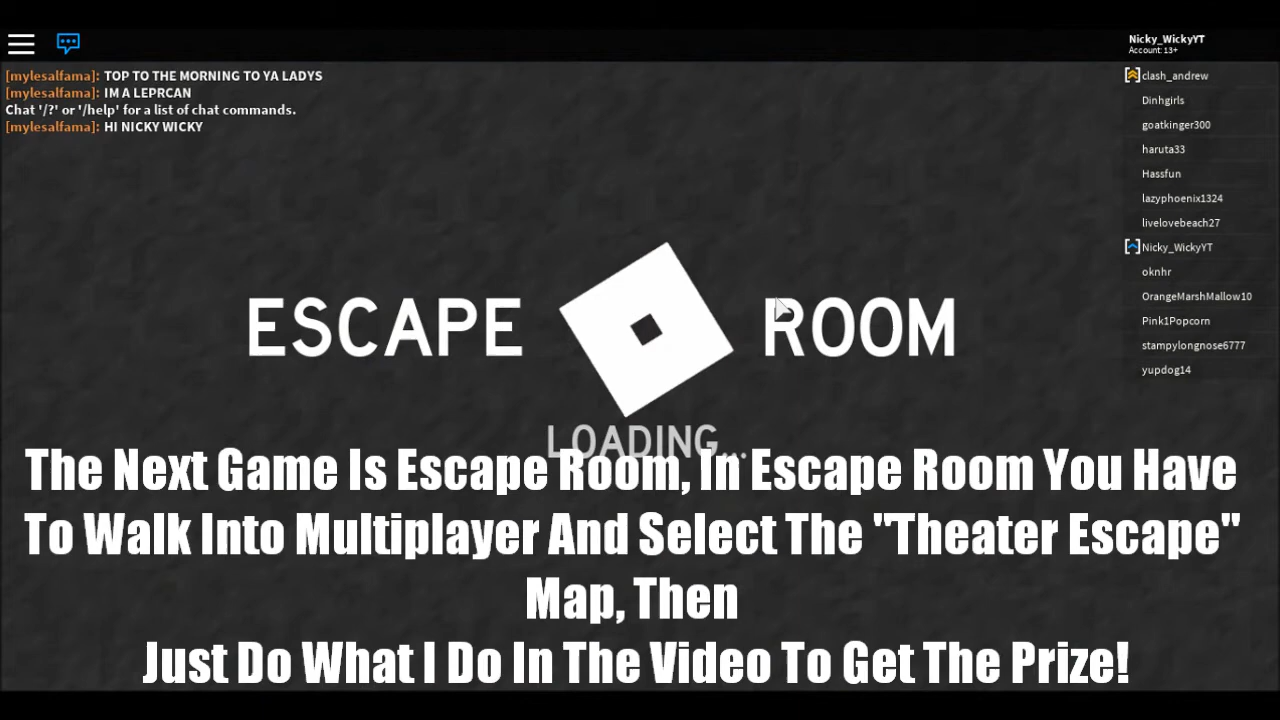 Nicky_WickyYT
Account: 13+
[mylesalfama]: TOP TO THE MORNING TO YA LADYS
[mylesalfama]: IM A LEPRCAN
Chat '/?' or '/help' for a list of chat commands.
[mylesalfama]: HI NICKY WICKY
clash_andrew
Dinhgirls
goatkinger300
haruta33
Hassfun
lazyphoenix1324
livelovebeach27
Nicky_WickyYT
oknhr
OrangeMarshMallow10
Pink1Popcorn
stampylongnose6777
yupdog14
ESCAPE ROOM
LOADING...
The Next Game Is Escape Room, In Escape Room You Have
To Walk Into Multiplayer And Select The "Theater Escape"
Map, Then
Just Do What I Do In The Video To Get The Prize!